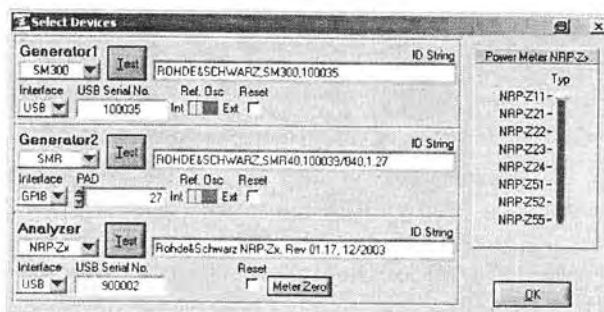 Select Devices
Generator1
ID String
SM300
Test
ROHDE&SCHWARZ,SM300,100035
Interface USB Serial No. Ref. Osc Reset
USB 100035 Int Ext
Generator2
ID String
SMR
Test
ROHDE&SCHWARZ,SMR40,100039/040,1.27
Interface PAD Ref. Osc Reset
GPIB 27 Int Ext
Analyzer
ID String
NRP-Zx
Test
Rohde&Schwarz NRP-Zx, Rev 01.17, 12/2003
Interface USB Serial No. Reset
USB 900002 Meter Zero
Power Meter NRP-Zx
Typ
NRP-Z11
NRP-Z21
NRP-Z22
NRP-Z23
NRP-Z24
NRP-Z51
NRP-Z52
NRP-Z55
OK